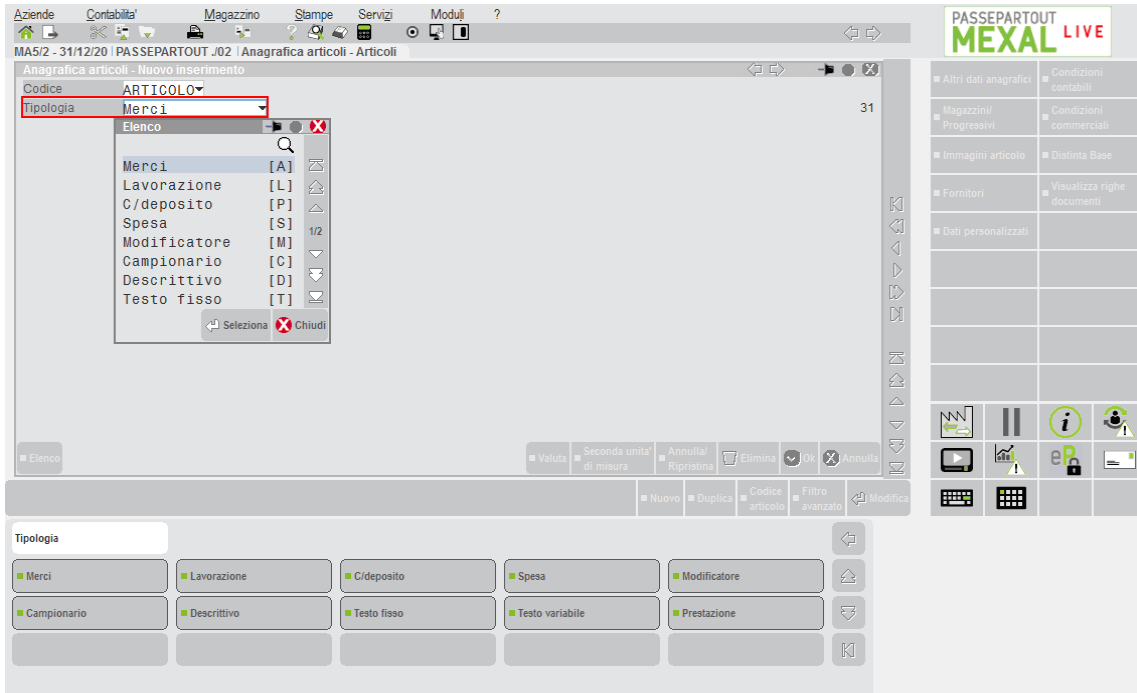 Aziende Contabilita' Magazzino Stampe Servizi Moduli ?
PASSEPARTOUT
MEXAL LIVE
MA5/2 - 31/12/20 | PASSEPARTOUT ./02 | Anagrafica articoli - Articoli
Anagrafica articoli - Nuovo inserimento
Codice ARTICOLO
Tipologia Merci 31
Elenco
Merci [A]
Lavorazione [L]
C/deposito [P]
Spesa [S]
1/2
Modificatore [M]
Campionario [C]
Descrittivo [D]
Testo fisso [T]
Seleziona Chiudi
Altri dati anagrafici Condizioni contabili
Magazzini/ Progressivi Condizioni commerciali
Immagini articolo Distinta Base
Fornitori Visualizza righe documenti
Dati personalizzati
Elenco Valuta Seconda unita' di misura Annulla/ Ripristina Elimina Ok Annulla
Nuovo Duplica Codice articolo Filtro avanzato Modifica
Tipologia
Merci Lavorazione C/deposito Spesa Modificatore
Campionario Descrittivo Testo fisso Testo variabile Prestazione